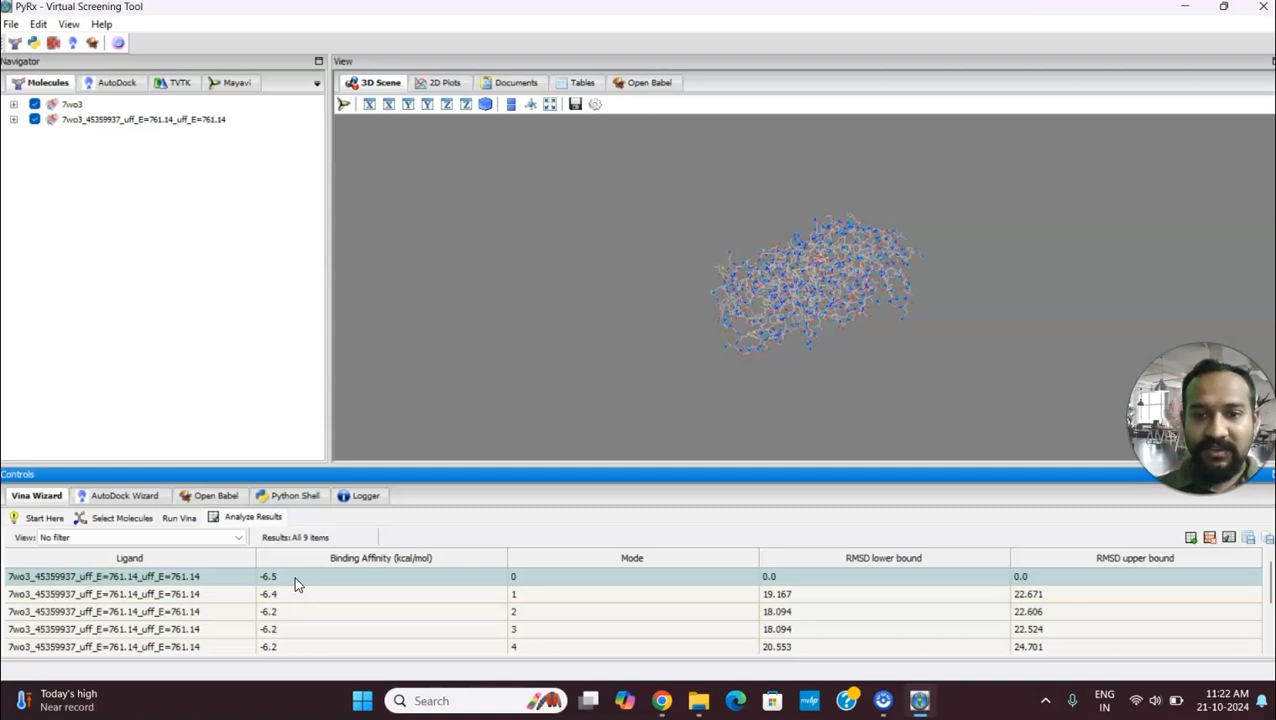 PyRx - Virtual Screening Tool
File Edit View Help
Navigator
View
Molecules AutoDock TVTK Mayavi
3D Scene 2D Plots Documents Tables Open Babel
7wo3
7wo3_45359937_uff_E=761.14_uff_E=761.14
X X Y Y Z Z
Controls
Vina Wizard AutoDock Wizard Open Babel Python Shell Logger
Start Here Select Molecules Run Vina Analyze Results
View: No filter Results: All 9 items
Ligand Binding Affinity (kcal/mol) Mode RMSD lower bound RMSD upper bound
7wo3_45359937_uff_E=761.14_uff_E=761.14 -6.5 0 0.0 0.0
7wo3_45359937_uff_E=761.14_uff_E=761.14 -6.4 1 19.167 22.671
7wo3_45359937_uff_E=761.14_uff_E=761.14 -6.2 2 18.094 22.606
7wo3_45359937_uff_E=761.14_uff_E=761.14 -6.2 3 18.094 22.524
7wo3_45359937_uff_E=761.14_uff_E=761.14 -6.2 4 20.553 24.701
Today's high
Near record
Search
ENG
IN
11:22 AM
21-10-2024